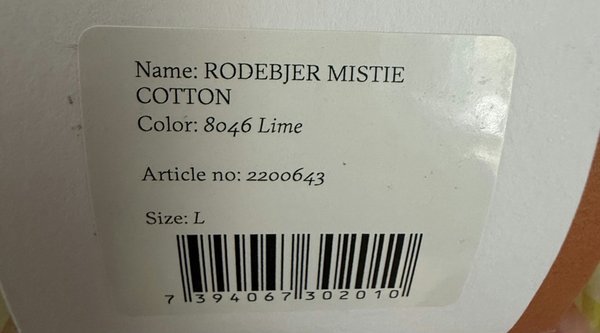 Name: RODEBJER MISTIE
COTTON
Color: 8046 Lime
Article no: 2200643
Size: L
7 394067 302010